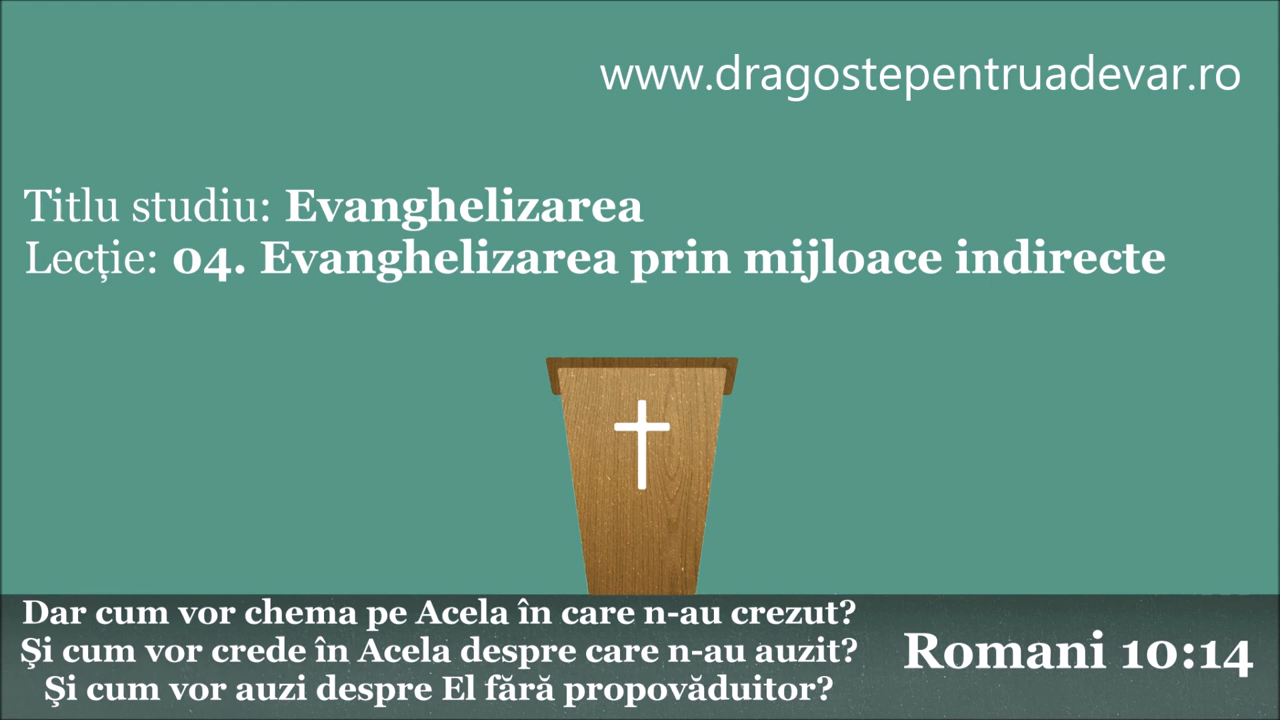 www.dragostepentruadevar.ro
Titlu studiu: Evanghelizarea
Lecție: 04. Evanghelizarea prin mijloace indirecte
Dar cum vor chema pe Acela în care n-au crezut?
Şi cum vor crede în Acela despre care n-au auzit?
Şi cum vor auzi despre El fără propovăduitor?
Romani 10:14